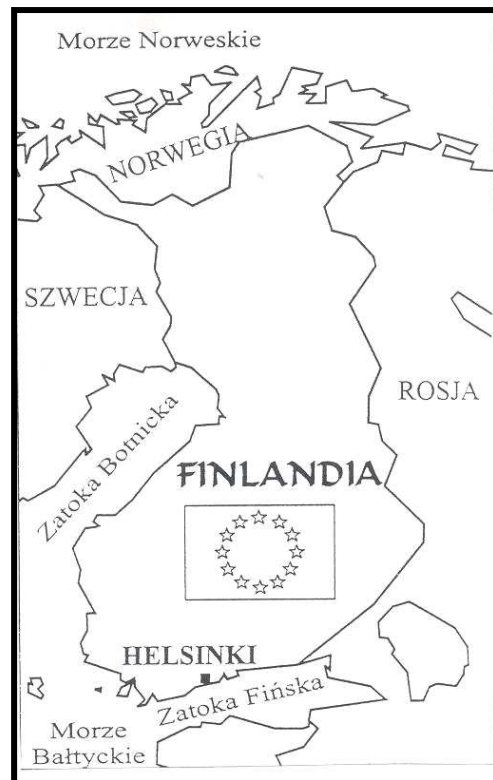 Morze Norweskie
NORWEGIA
SZWECJA
ROSJA
Zatoka Botnicka
FINLANDIA
HELSINKI
Zatoka Fińska
Morze
Bałtyckie